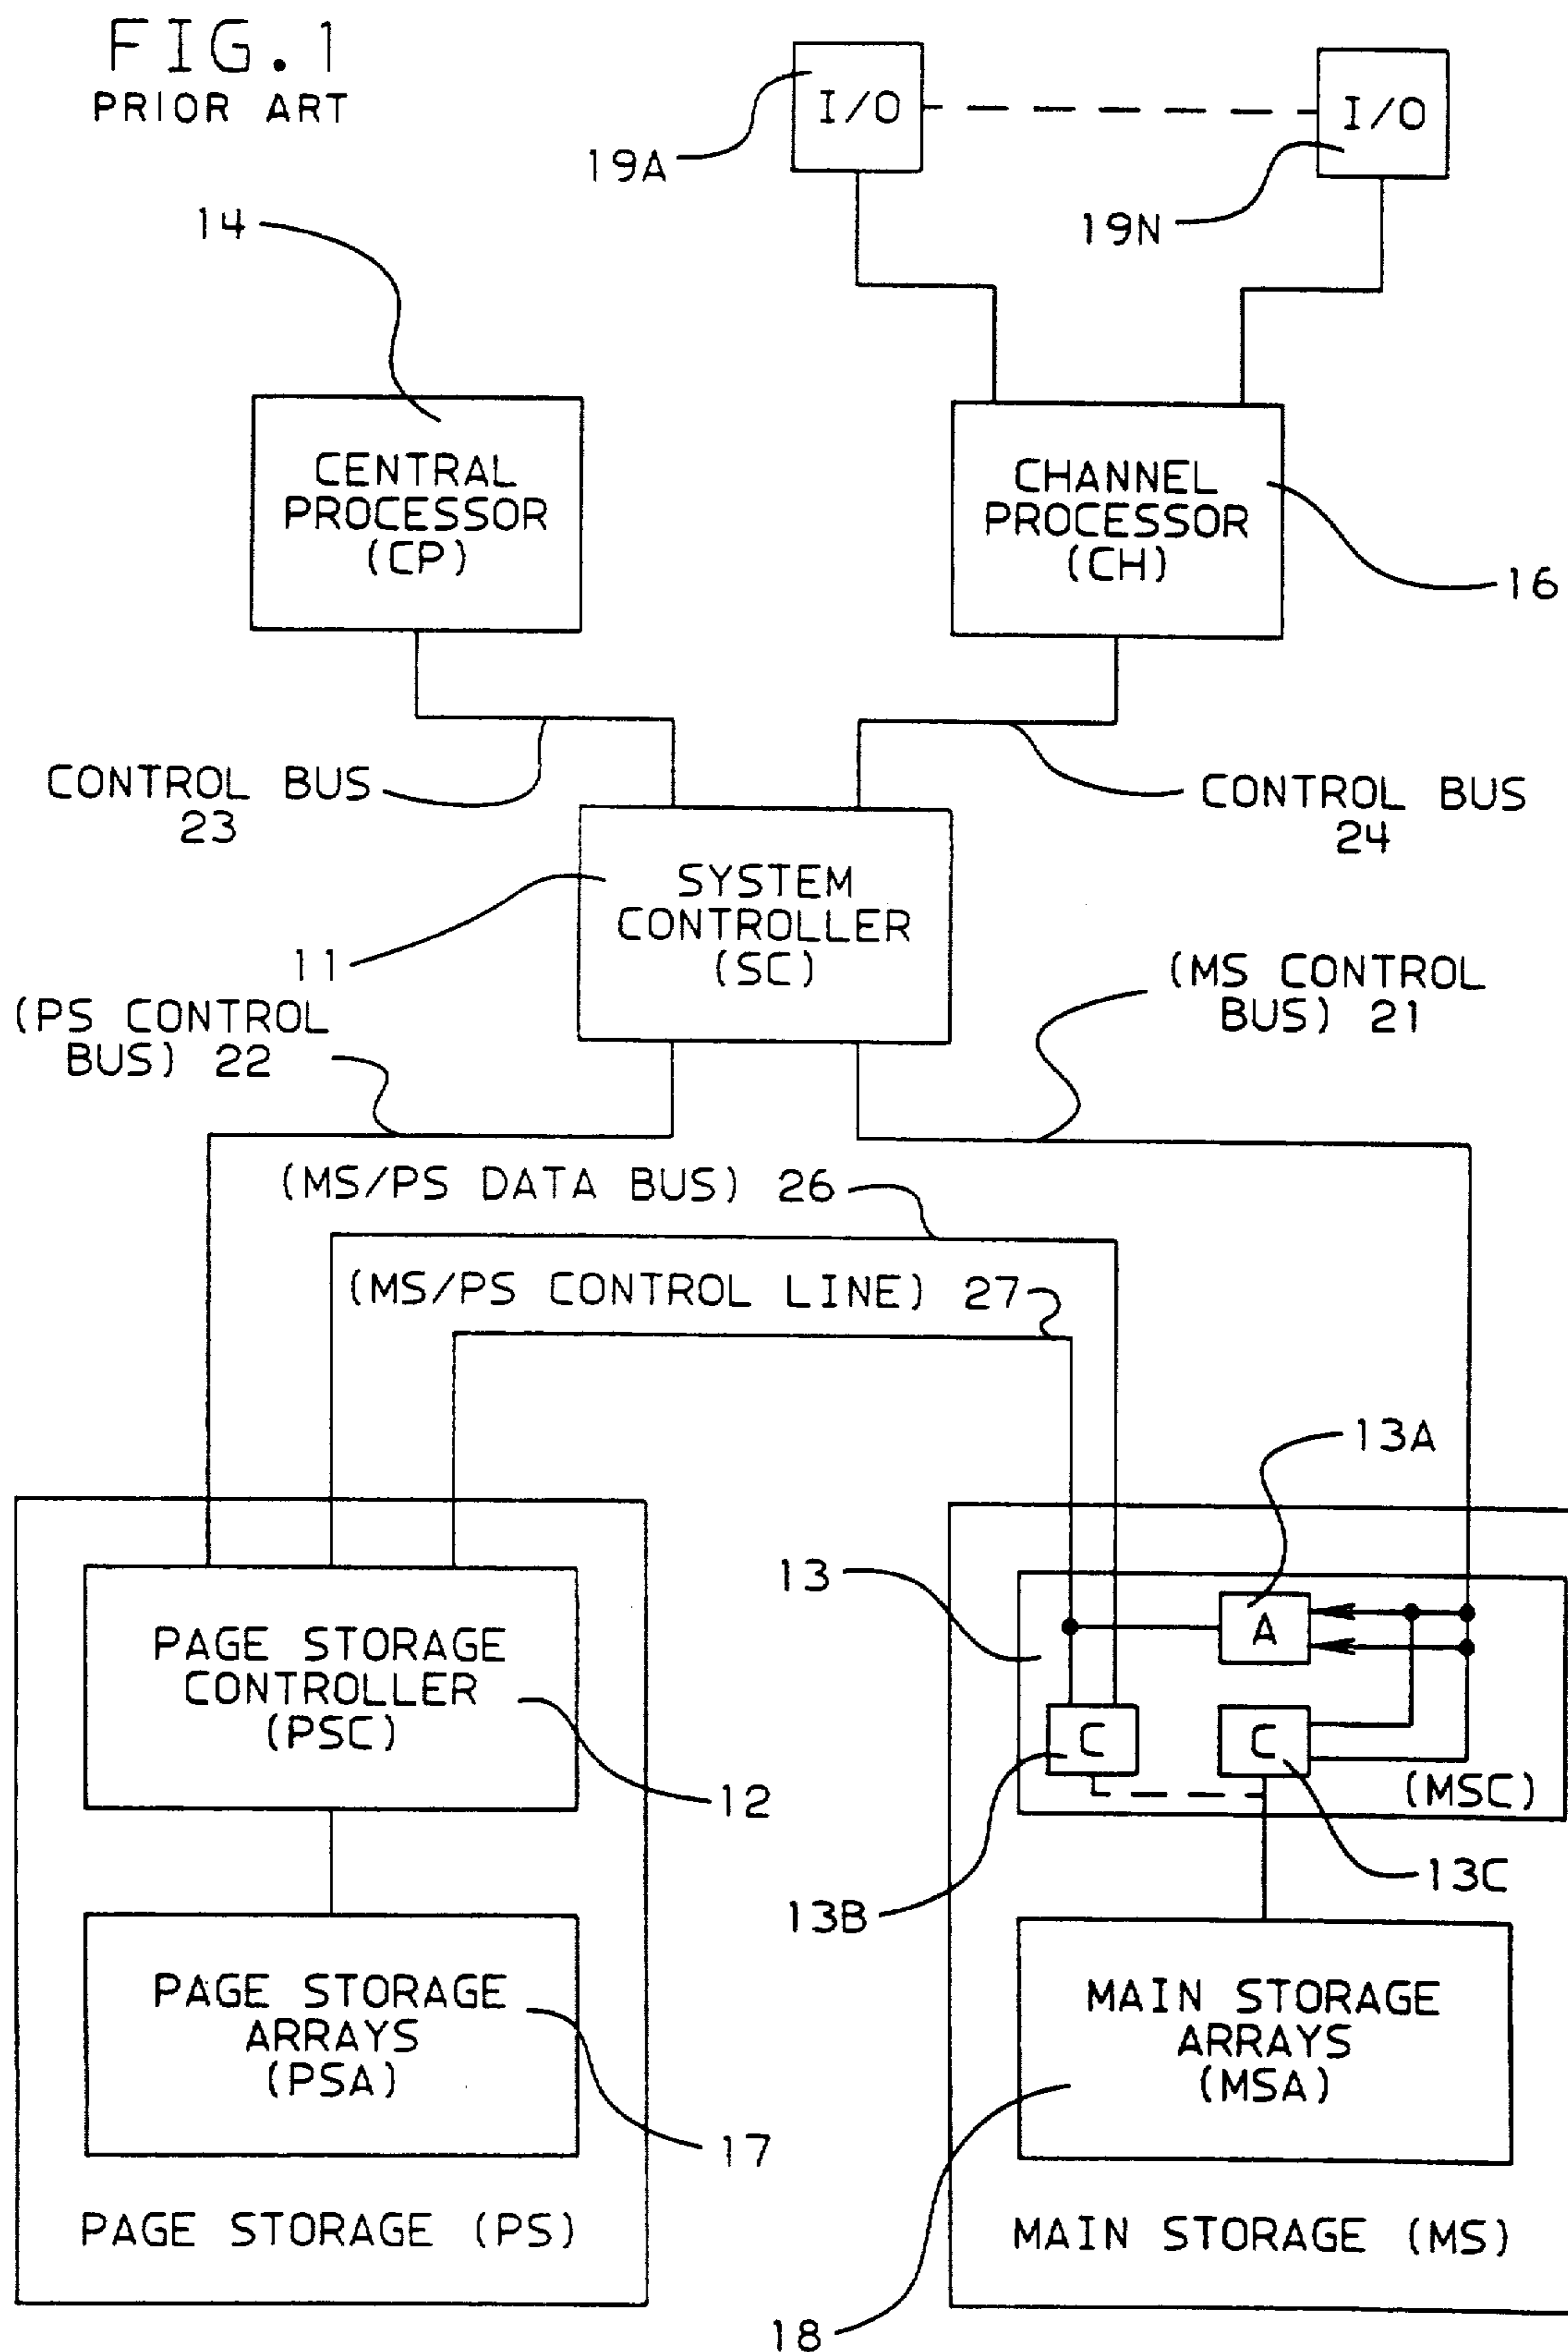 FIG.1
PRIOR ART
I/O
I/O
19A
19N
14
CENTRAL
PROCESSOR
(CP)
CHANNEL
PROCESSOR
(CH)
16
CONTROL BUS
23
CONTROL BUS
24
SYSTEM
CONTROLLER
(SC)
11
(PS CONTROL
BUS) 22
(MS CONTROL
BUS) 21
(MS/PS DATA BUS) 26
(MS/PS CONTROL LINE) 27
13A
13
A
PAGE STORAGE
CONTROLLER
(PSC)
C
C
(MSC)
12
13C
13B
PAGE STORAGE
ARRAYS
(PSA)
MAIN STORAGE
ARRAYS
(MSA)
17
PAGE STORAGE (PS)
MAIN STORAGE (MS)
18